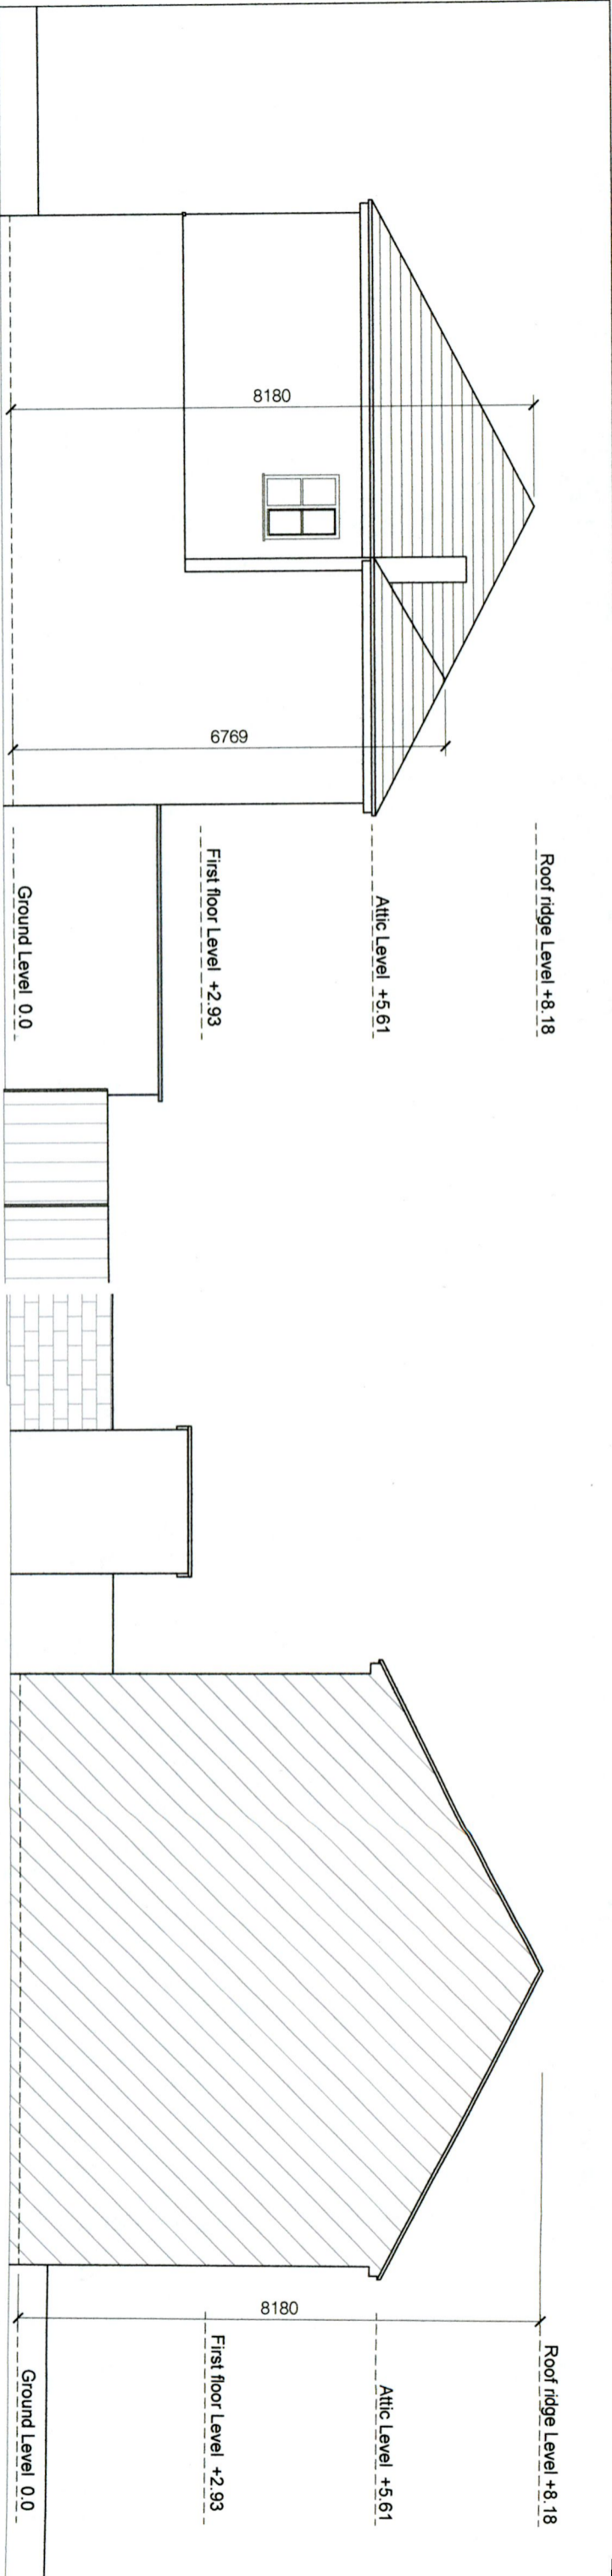 8180
6769
Roof ridge Level +8.18
Attic Level +5.61
First floor Level +2.93
Ground Level 0.0
8180
Roof ridge Level +8.18
Attic Level +5.61
First floor Level +2.93
Ground Level 0.0